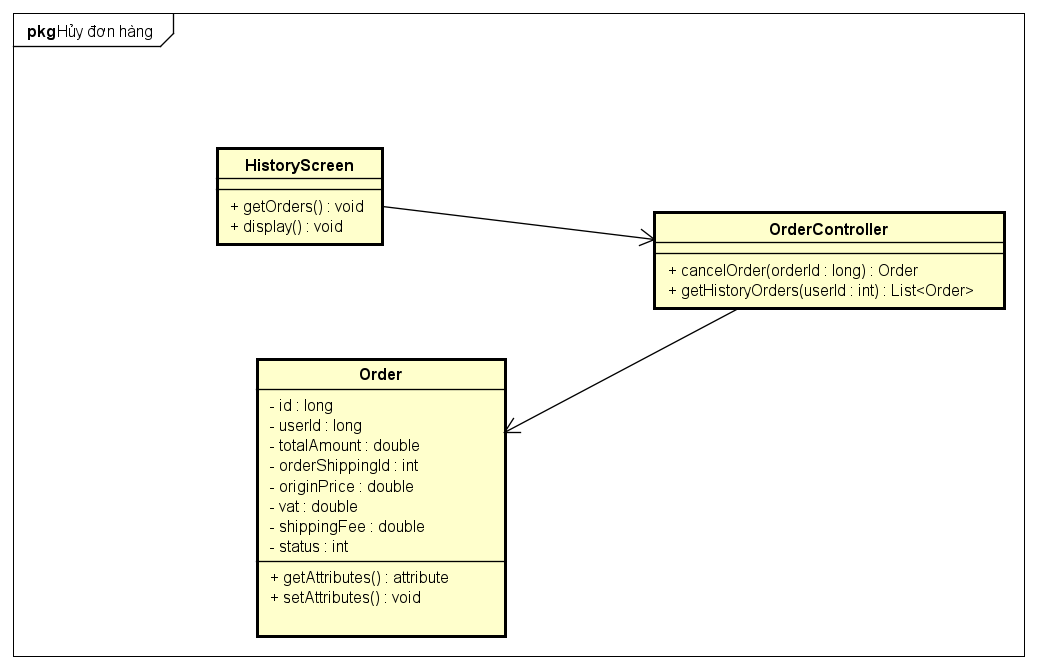 pkgHủy đơn hàng
HistoryScreen
+ getOrders() : void
+ display() : void
OrderController
+ cancelOrder(orderId : long) : Order
+ getHistoryOrders(userId : int) : List<Order>
Order
- id : long
- userId : long
- totalAmount : double
- orderShippingId : int
- originPrice : double
- vat : double
- shippingFee : double
- status : int
+ getAttributes() : attribute
+ setAttributes() : void